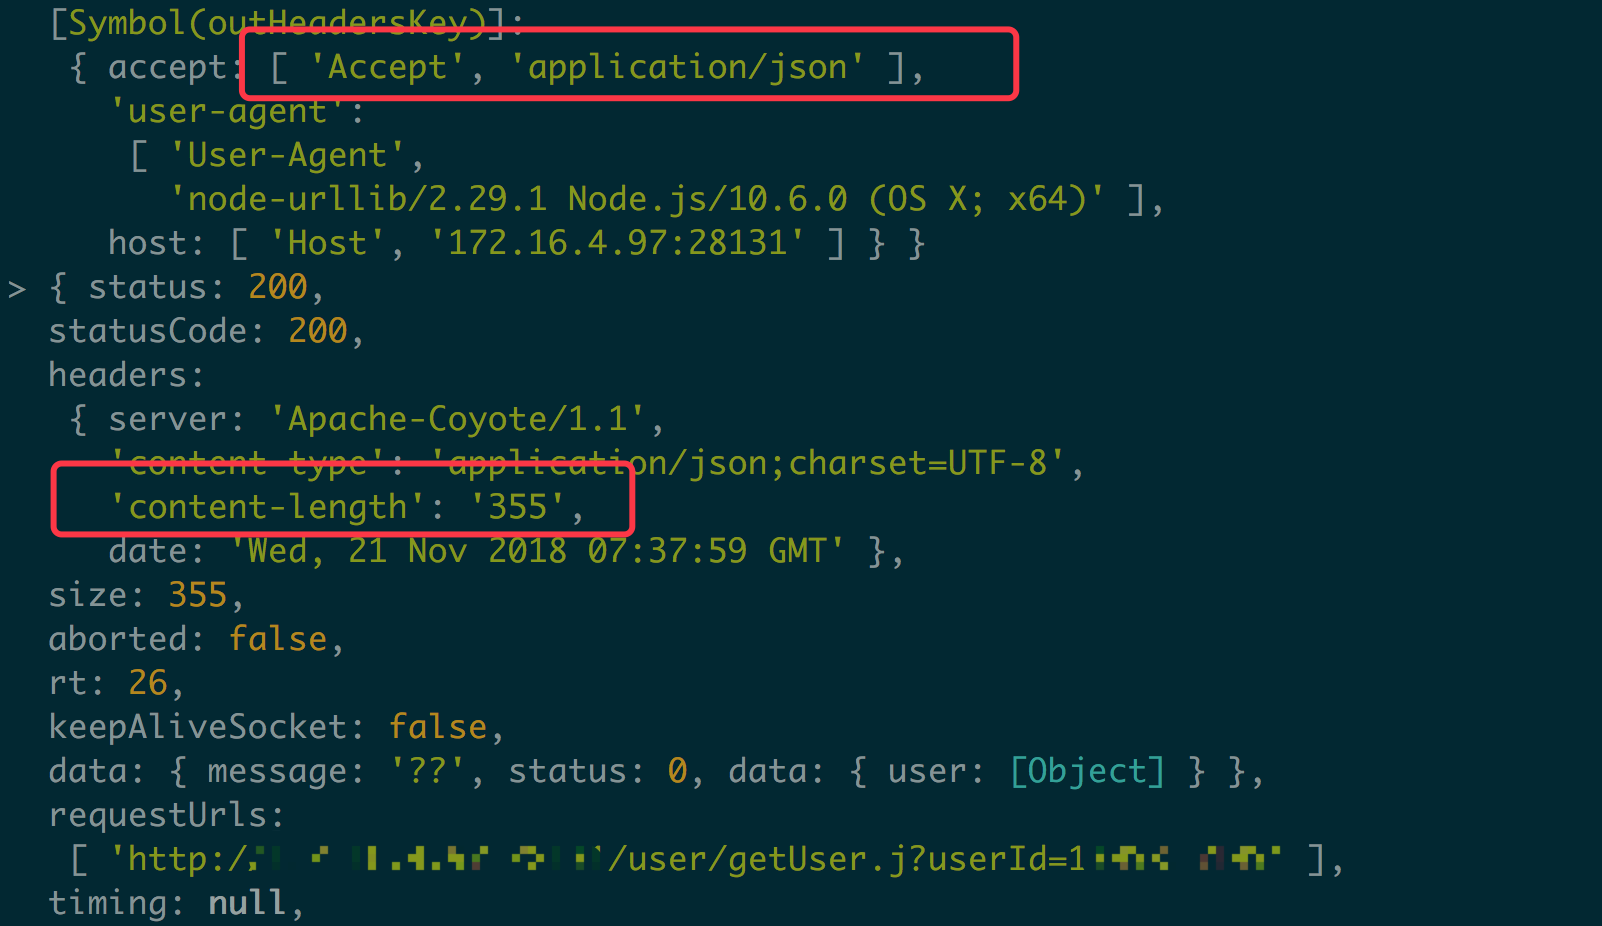 [Symbol(outHeadersKey)]:
{ accept: [ 'Accept', 'application/json' ],
'user-agent':
[ 'User-Agent',
'node-urllib/2.29.1 Node.js/10.6.0 (OS X; x64)' ],
host: [ 'Host', '172.16.4.97:28131' ] } }
> { status: 200,
statusCode: 200,
headers:
{ server: 'Apache-Coyote/1.1',
'content-type': 'application/json;charset=UTF-8',
'content-length': '355',
date: 'Wed, 21 Nov 2018 07:37:59 GMT' },
size: 355,
aborted: false,
rt: 26,
keepAliveSocket: false,
data: { message: '??', status: 0, data: { user: [Object] } },
requestUrls:
[ 'http:/ /user/getUser.j?userId=1 ],
timing: null,